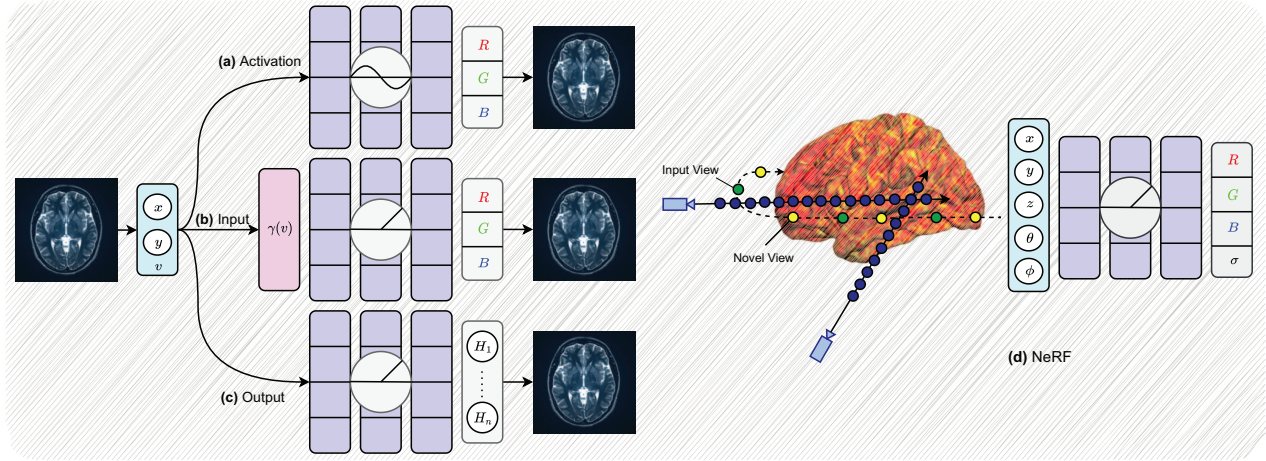 (a) Activation
R
G
B
x
y
v
(b) Input
γ(v)
R
G
B
(c) Output
H1
Hn
Input View
Novel View
x
y
z
θ
ϕ
R
G
B
σ
(d) NeRF